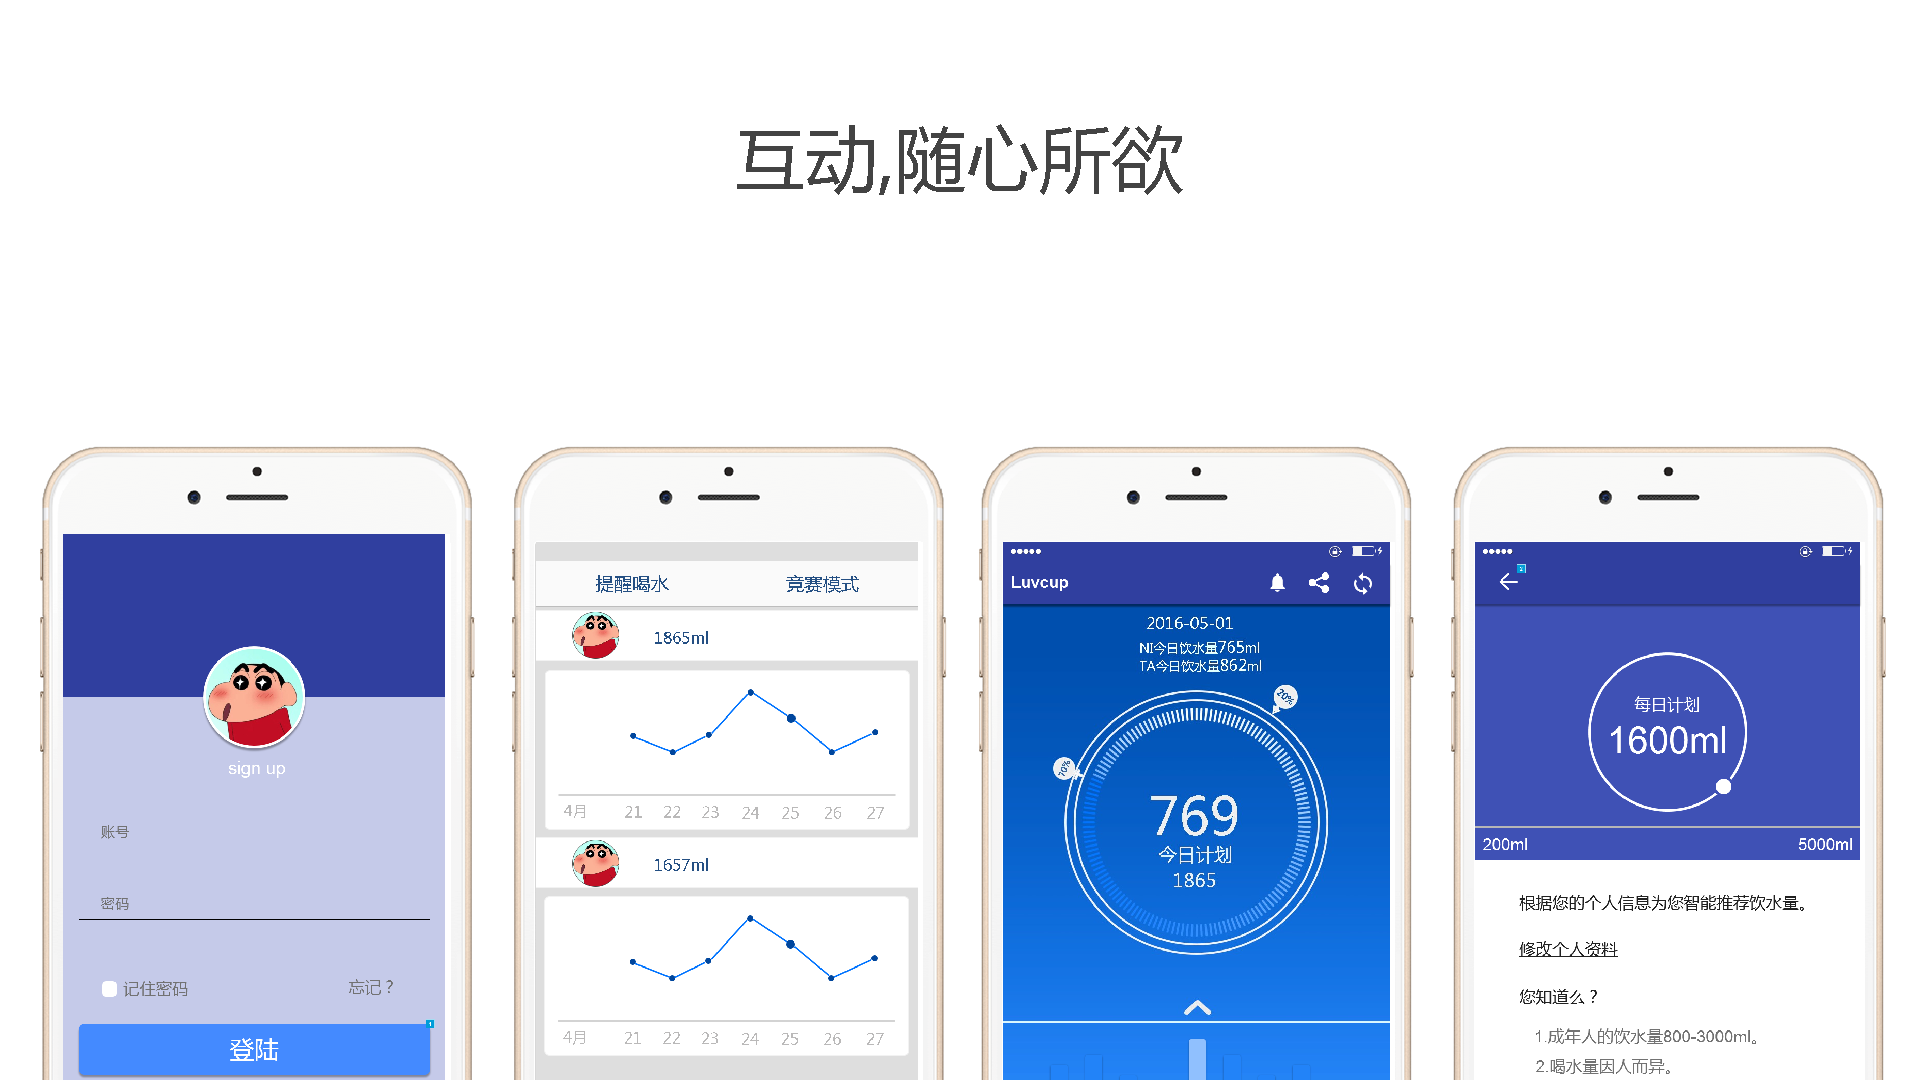 互动,随心所欲
sign up
账号
密码
记住密码
忘记？
登陆
提醒喝水
竞赛模式
1865ml
4月 21 22 23 24 25 26 27
1657ml
4月 21 22 23 24 25 26 27
Luvcup
2016-05-01
NI今日饮水量765ml
TA今日饮水量862ml
20%
70%
769
今日计划
1865
每日计划
1600ml
200ml
5000ml
根据您的个人信息为您智能推荐饮水量。
修改个人资料
您知道么？
1.成年人的饮水量800-3000ml。
2.喝水量因人而异。